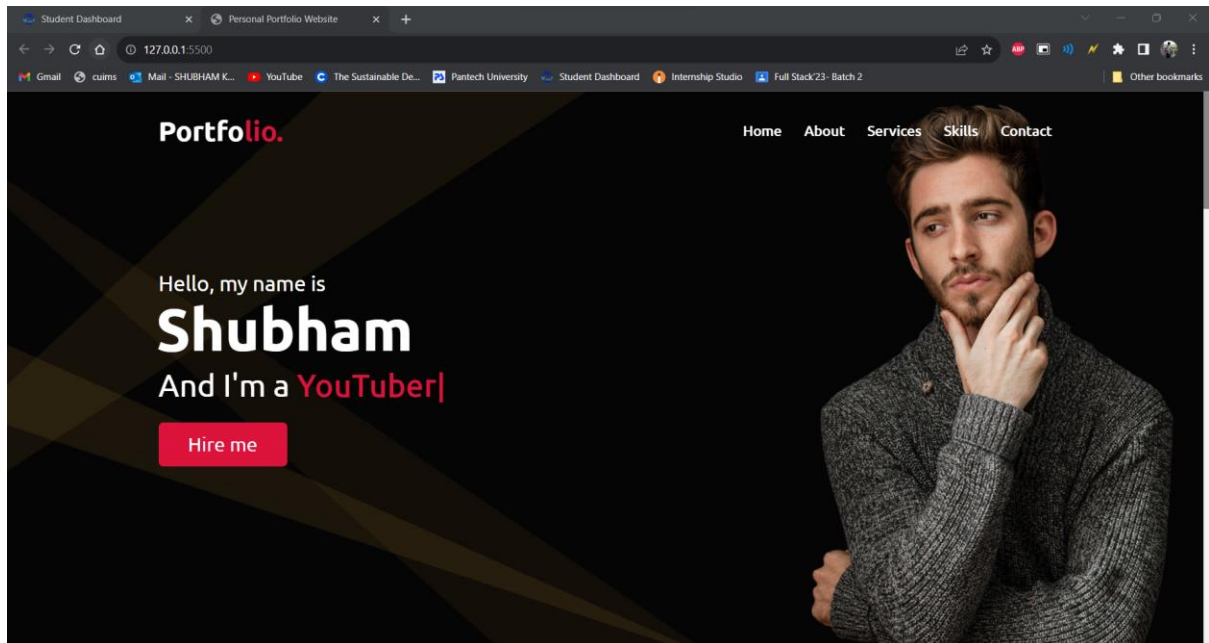 Student Dashboard
Personal Portfolio Website
127.0.0.1:5500
ABP
Gmail
cuims
Mail - SHUBHAM K...
YouTube
The Sustainable De...
Pantech University
Student Dashboard
Internship Studio
Full Stack'23- Batch 2
Other bookmarks
Portfolio.
Home About Services Skills Contact
Hello, my name is
Shubham
And I'm a YouTuber|
Hire me